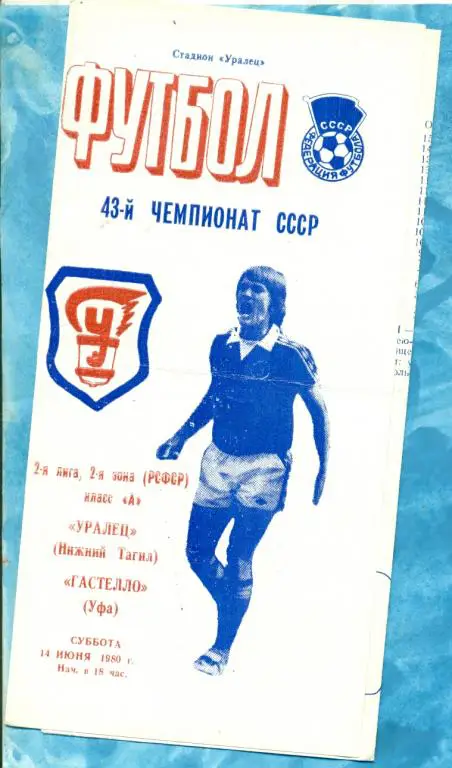 Стадион «Уралец»
ФУТБОЛ
СССР
ФЕДЕРАЦИЯ ФУТБОЛА
43-й ЧЕМПИОНАТ СССР
У
2-я лига, 2-я зона (РСФСР)
класс «А»
«УРАЛЕЦ»
(Нижний Тагил)
«ГАСТЕЛЛО»
(Уфа)
СУББОТА
14 ИЮНЯ 1980 г.
Нач. в 18 час.